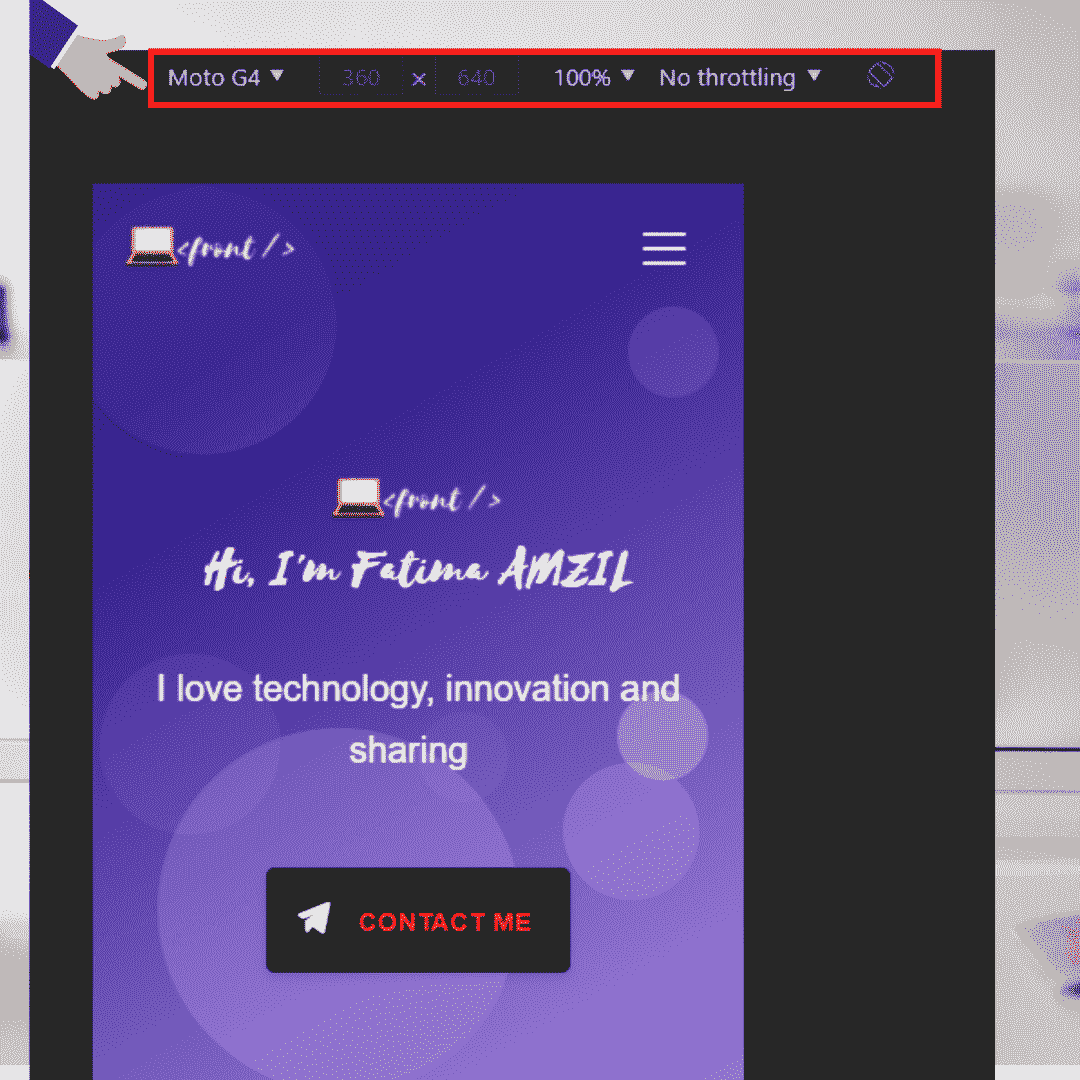 Moto G4 ▼ 360 × 640 100% ▼ No throttling ▼
<front />
<front />
Hi, I'm Fatima AMZIL
I love technology, innovation and
sharing
CONTACT ME